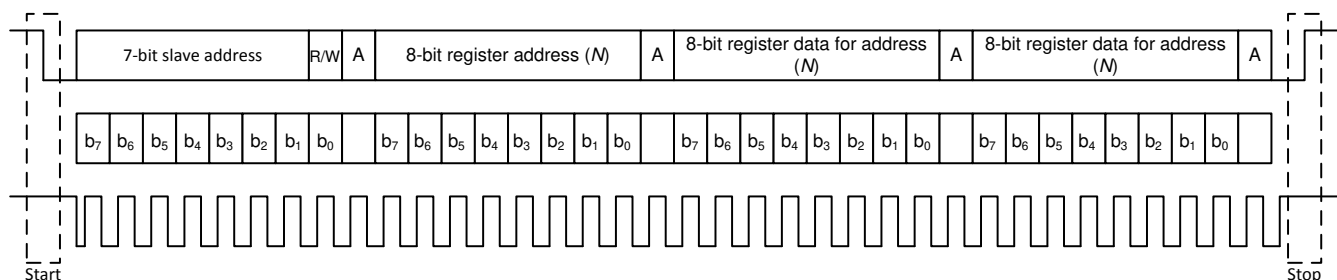 7-bit slave address R/W A 8-bit register address (N) A 8-bit register data for address (N) A 8-bit register data for address (N) A
b7 b6 b5 b4 b3 b2 b1 b0 b7 b6 b5 b4 b3 b2 b1 b0 b7 b6 b5 b4 b3 b2 b1 b0 b7 b6 b5 b4 b3 b2 b1 b0
Start Stop